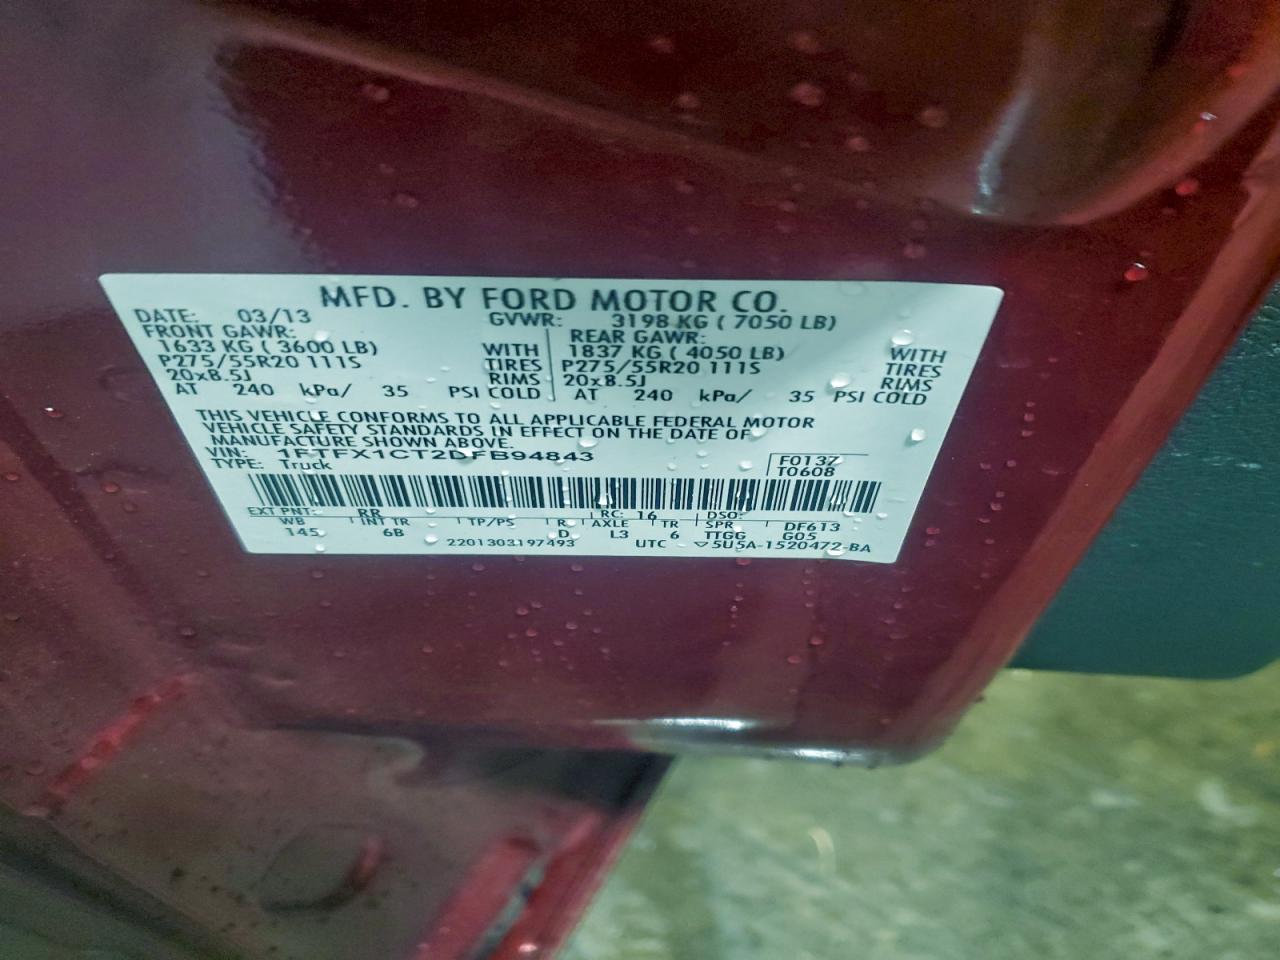 MFD. BY FORD MOTOR CO.
DATE: 03/13 GVWR: 3198 KG ( 7050 LB)
FRONT GAWR: REAR GAWR:
1633 KG ( 3600 LB) WITH 1837 KG ( 4050 LB) WITH
P275/55R20 111S TIRES P275/55R20 111S TIRES
20x8.5J RIMS 20x8.5J RIMS
AT 240 kPa/ 35 PSI COLD AT 240 kPa/ 35 PSI COLD
THIS VEHICLE CONFORMS TO ALL APPLICABLE FEDERAL MOTOR
VEHICLE SAFETY STANDARDS IN EFFECT ON THE DATE OF
MANUFACTURE SHOWN ABOVE.
VIN: 1FTFX1CT2DFB94843 F0137
TYPE: Truck T0608
EXT PNT: RR RC: 16 DSO:
WB INT TR TP/PS R AXLE TR SPR DF613
145 6B D L3 6 TTGG G05
2201303197493 UTC ▽5U5A-1520472-BA